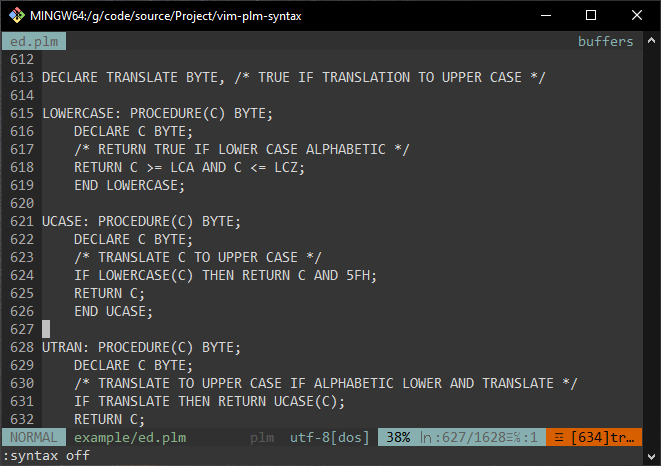 MINGW64:/g/code/source/Project/vim-plm-syntax
ed.plm buffers
612
613 DECLARE TRANSLATE BYTE, /* TRUE IF TRANSLATION TO UPPER CASE */
614
615 LOWERCASE: PROCEDURE(C) BYTE;
616     DECLARE C BYTE;
617     /* RETURN TRUE IF LOWER CASE ALPHABETIC */
618     RETURN C >= LCA AND C <= LCZ;
619     END LOWERCASE;
620
621 UCASE: PROCEDURE(C) BYTE;
622     DECLARE C BYTE;
623     /* TRANSLATE C TO UPPER CASE */
624     IF LOWERCASE(C) THEN RETURN C AND 5FH;
625     RETURN C;
626     END UCASE;
627
628 UTRAN: PROCEDURE(C) BYTE;
629     DECLARE C BYTE;
630     /* TRANSLATE TO UPPER CASE IF ALPHABETIC LOWER AND TRANSLATE */
631     IF TRANSLATE THEN RETURN UCASE(C);
632     RETURN C;
NORMAL example/ed.plm plm utf-8[dos] 38% ㏑:627/1628≡℅:1 ☲ [634]tr…
:syntax off